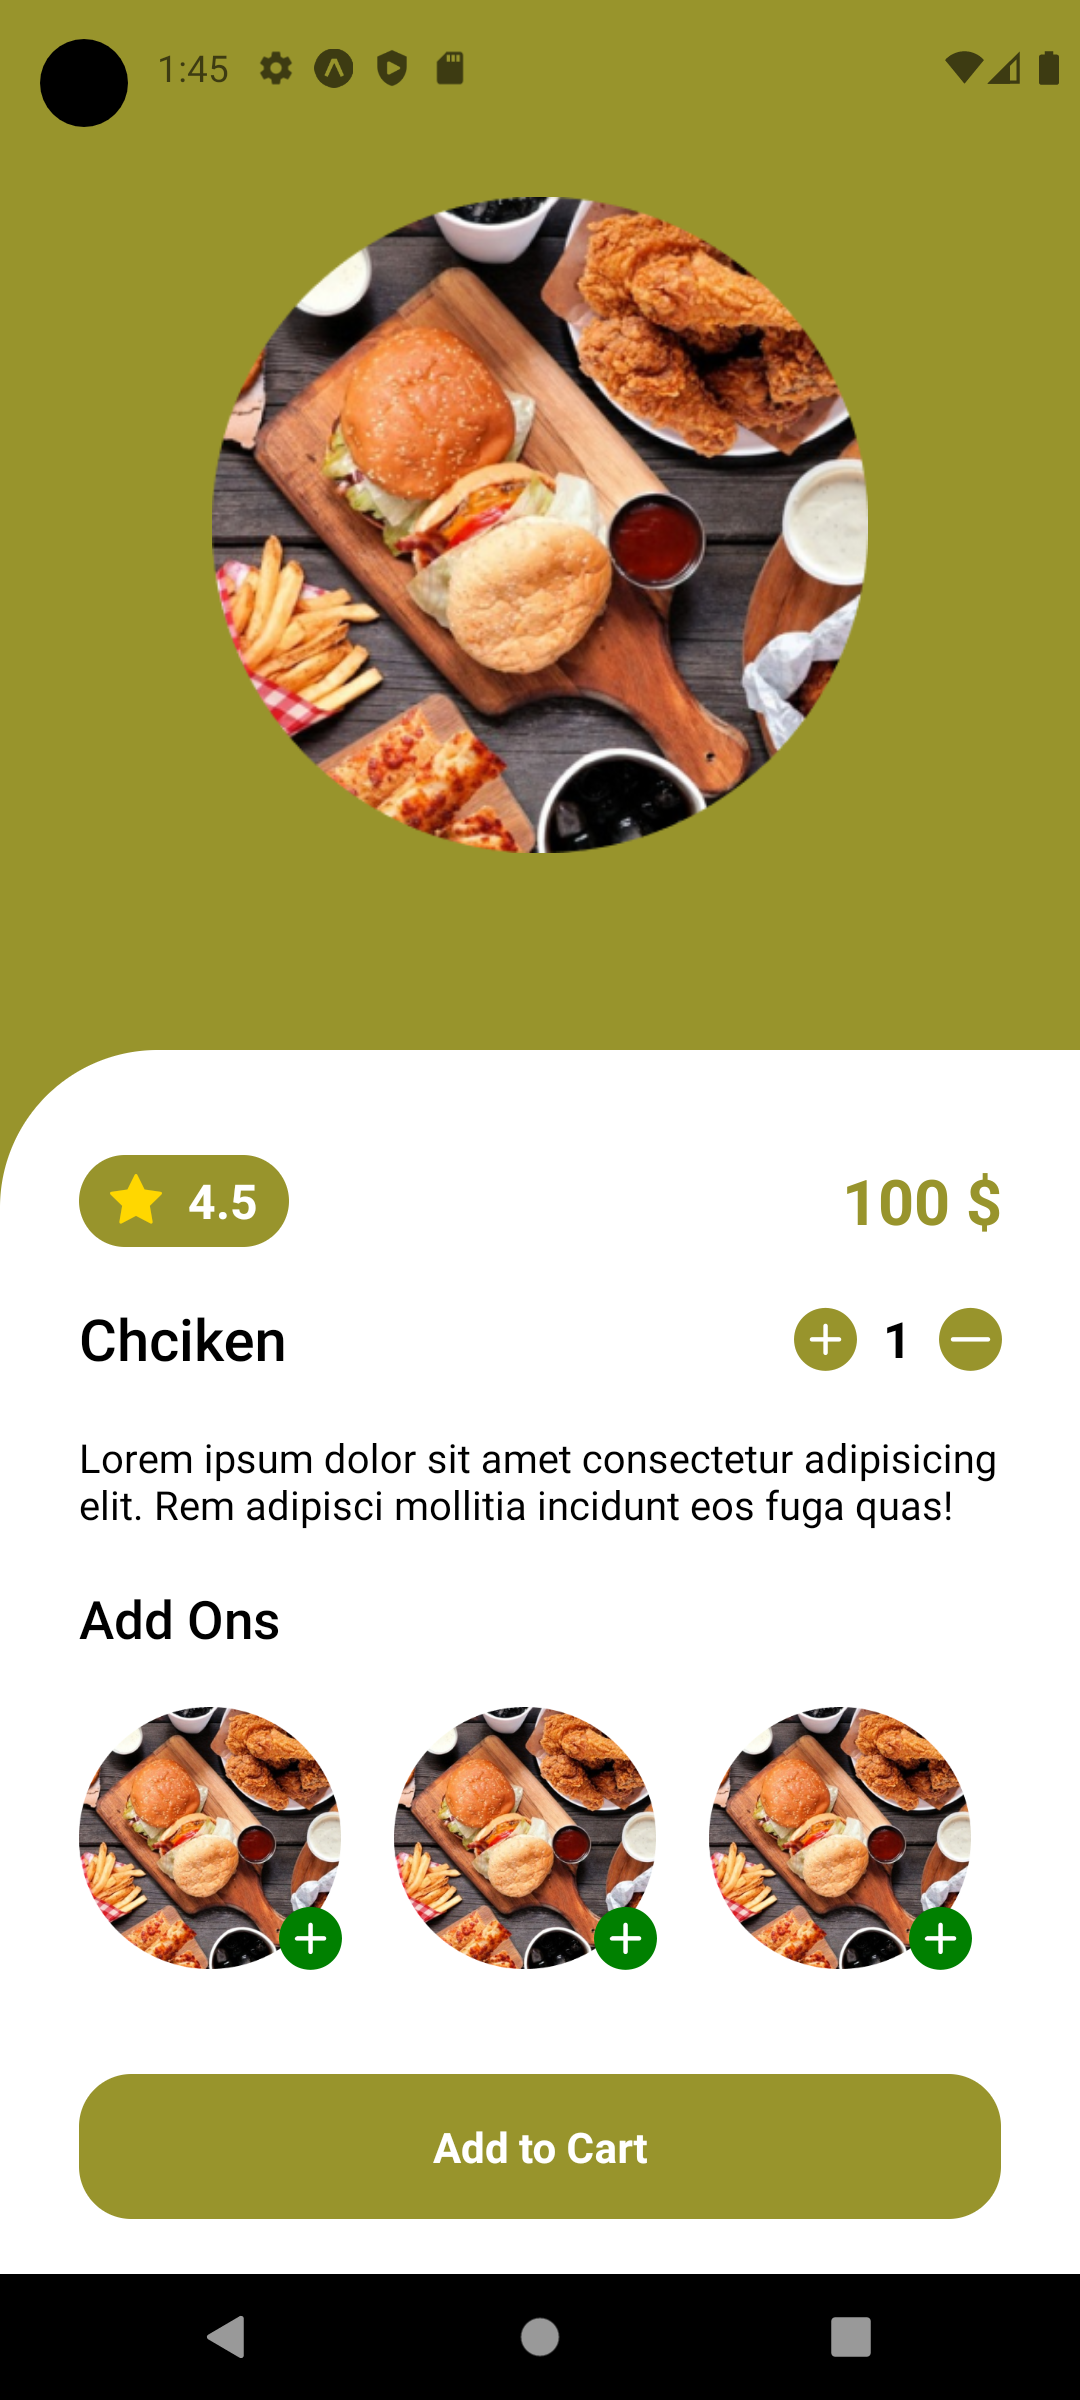 1:45
4.5
100 $
Chciken
1
Lorem ipsum dolor sit amet consectetur adipisicing
elit. Rem adipisci mollitia incidunt eos fuga quas!
Add Ons
Add to Cart